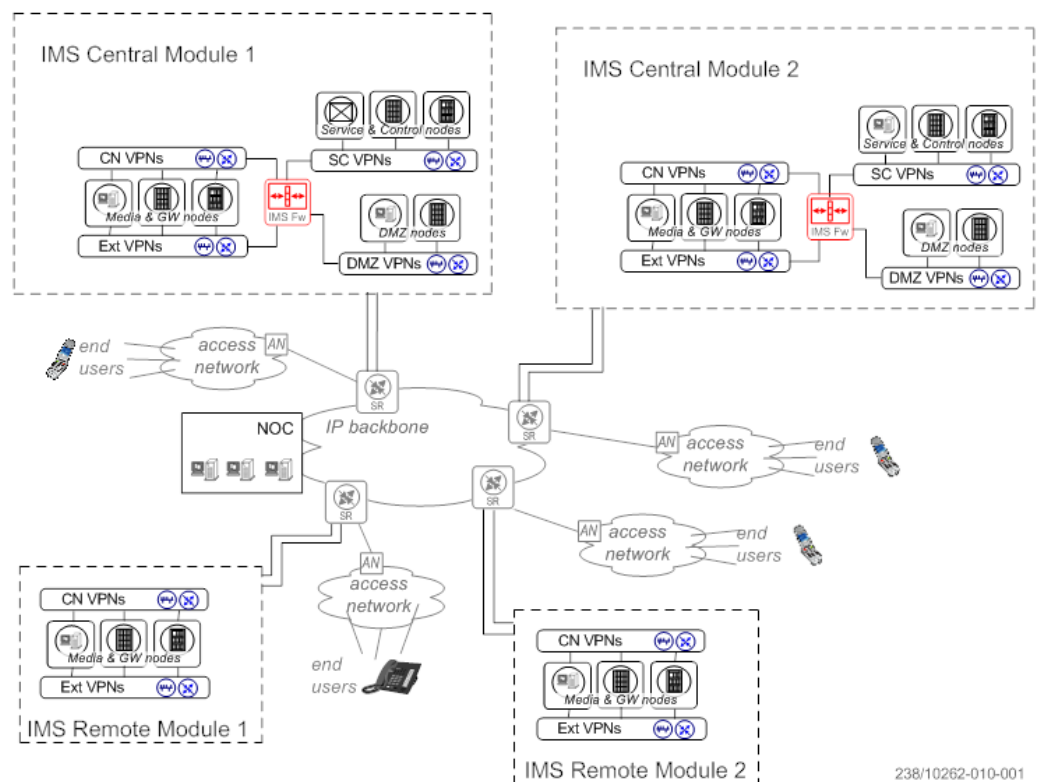 IMS Central Module 1
Service & Control nodes
CN VPNs
SC VPNs
Media & GW nodes
IMS Fw
DMZ nodes
Ext VPNs
DMZ VPNs
IMS Central Module 2
Service & Control nodes
CN VPNs
SC VPNs
Media & GW nodes
IMS Fw
DMZ nodes
Ext VPNs
DMZ VPNs
end
users
access
network
AN
SR
NOC
IP backbone
SR
AN
access
network
end
users
SR
SR
AN
access
network
end
users
AN
access
network
end
users
CN VPNs
Media & GW nodes
Ext VPNs
IMS Remote Module 1
CN VPNs
Media & GW nodes
Ext VPNs
IMS Remote Module 2
238/10262-010-001